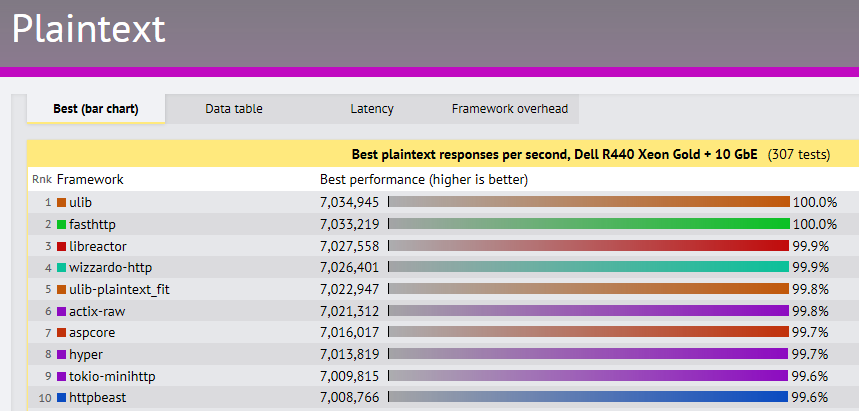 Plaintext
Best (bar chart) Data table Latency Framework overhead
Best plaintext responses per second, Dell R440 Xeon Gold + 10 GbE (307 tests)
Rnk Framework Best performance (higher is better)
1 ulib 7,034,945 100.0%
2 fasthttp 7,033,219 100.0%
3 libreactor 7,027,558 99.9%
4 wizzardo-http 7,026,401 99.9%
5 ulib-plaintext_fit 7,022,947 99.8%
6 actix-raw 7,021,312 99.8%
7 aspcore 7,016,017 99.7%
8 hyper 7,013,819 99.7%
9 tokio-minihttp 7,009,815 99.6%
10 httpbeast 7,008,766 99.6%